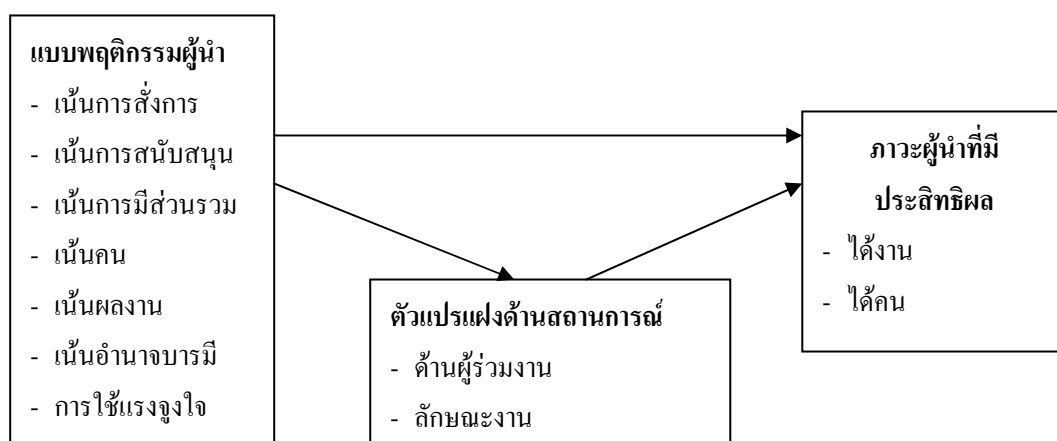 แบบพฤติกรรมผู้นำ
- เน้นการสั่งการ
- เน้นการสนับสนุน
- เน้นการมีส่วนรวม
- เน้นคน
- เน้นผลงาน
- เน้นอำนาจบารมี
- การใช้แรงจูงใจ
ตัวแปรแฝงด้านสถานการณ์
- ด้านผู้ร่วมงาน
- ลักษณะงาน
ภาวะผู้นำที่มี
ประสิทธิผล
- ได้งาน
- ได้คน